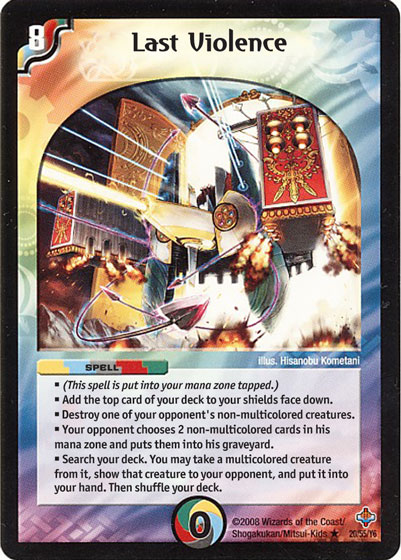 8
Last Violence
illus. Hisanobu Kometani
SPELL
▪ (This spell is put into your mana zone tapped.)
▪ Add the top card of your deck to your shields face down.
▪ Destroy one of your opponent's non-multicolored creatures.
▪ Your opponent chooses 2 non-multicolored cards in his
mana zone and puts them into his graveyard.
▪ Search your deck. You may take a multicolored creature
from it, show that creature to your opponent, and put it into
your hand. Then shuffle your deck.
0
©2008 Wizards of the Coast/
Shogakukan/Mitsui-Kids ★ 20/55/Y6